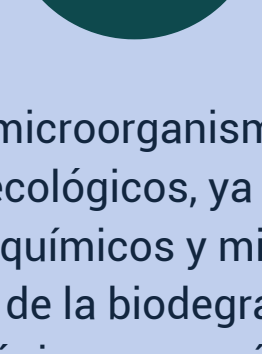 microorganism
ecológicos, ya
químicos y mi
de la biodegra